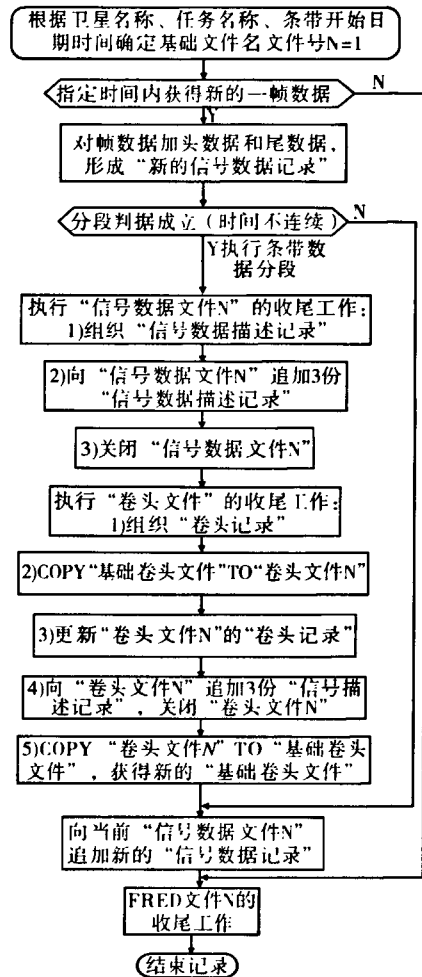 根据卫星名称、任务名称、条带开始日
期时间确定基础文件名文件号N=1
指定时间内获得新的一帧数据
N
Y
对帧数据加头数据和尾数据,
形成“新的信号数据记录”
分段判据成立(时间不连续)
N
Y执行条带数
据分段
执行“信号数据文件N”的收尾工作:
1)组织“信号数据描述记录”
2)向“信号数据文件N”追加3份
“信号数据描述记录”
3)关闭“信号数据文件N”
执行“卷头文件”的收尾工作:
1)组织“卷头记录”
2)COPY“基础卷头文件”TO“卷头文件N”
3)更新“卷头文件N”的“卷头记录”
4)向“卷头文件N”追加3份“信号描
述记录”,关闭“卷头文件N”
5)COPY“卷头文件N”TO“基础卷头
文件”,获得新的“基础卷头文件”
向当前“信号数据文件N”
追加新的“信号数据记录”
FRED文件N的
收尾工作
结束记录